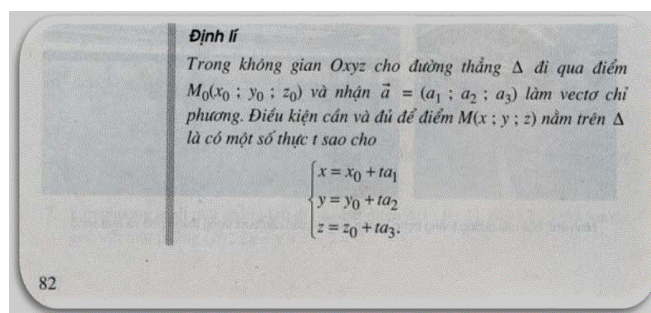 Định lí
Trong không gian Oxyz cho đường thẳng Δ đi qua điểm
M₀(x₀ ; y₀ ; z₀) và nhận a⃗ = (a₁ ; a₂ ; a₃) làm vectơ chỉ
phương. Điều kiện cần và đủ để điểm M(x ; y ; z) nằm trên Δ
là có một số thực t sao cho
x = x₀ + ta₁
y = y₀ + ta₂
z = z₀ + ta₃.
82